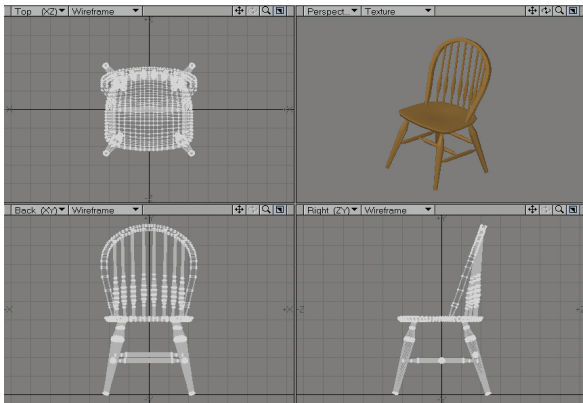 Top (XZ) Wireframe
Perspect... Texture
Back (XY) Wireframe
Right (ZY) Wireframe